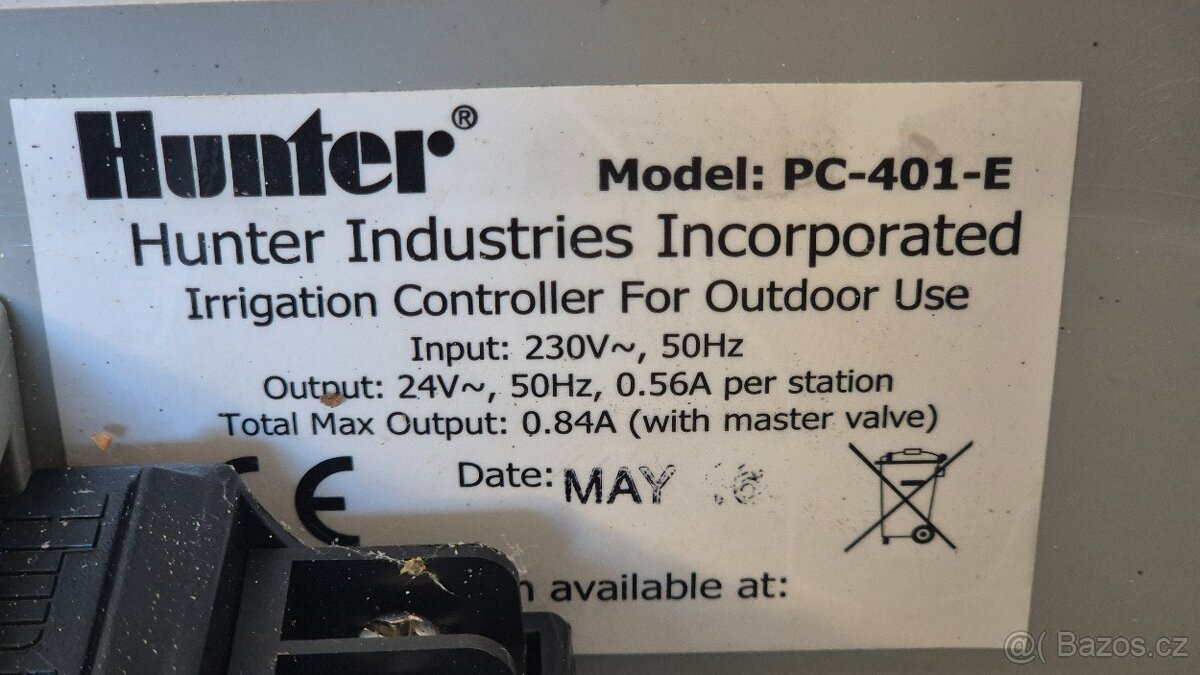 Hunter®
Model: PC-401-E
Hunter Industries Incorporated
Irrigation Controller For Outdoor Use
Input: 230V~, 50Hz
Output: 24V~, 50Hz, 0.56A per station
Total Max Output: 0.84A (with master valve)
CE
Date: MAY
available at:
@( Bazos.cz